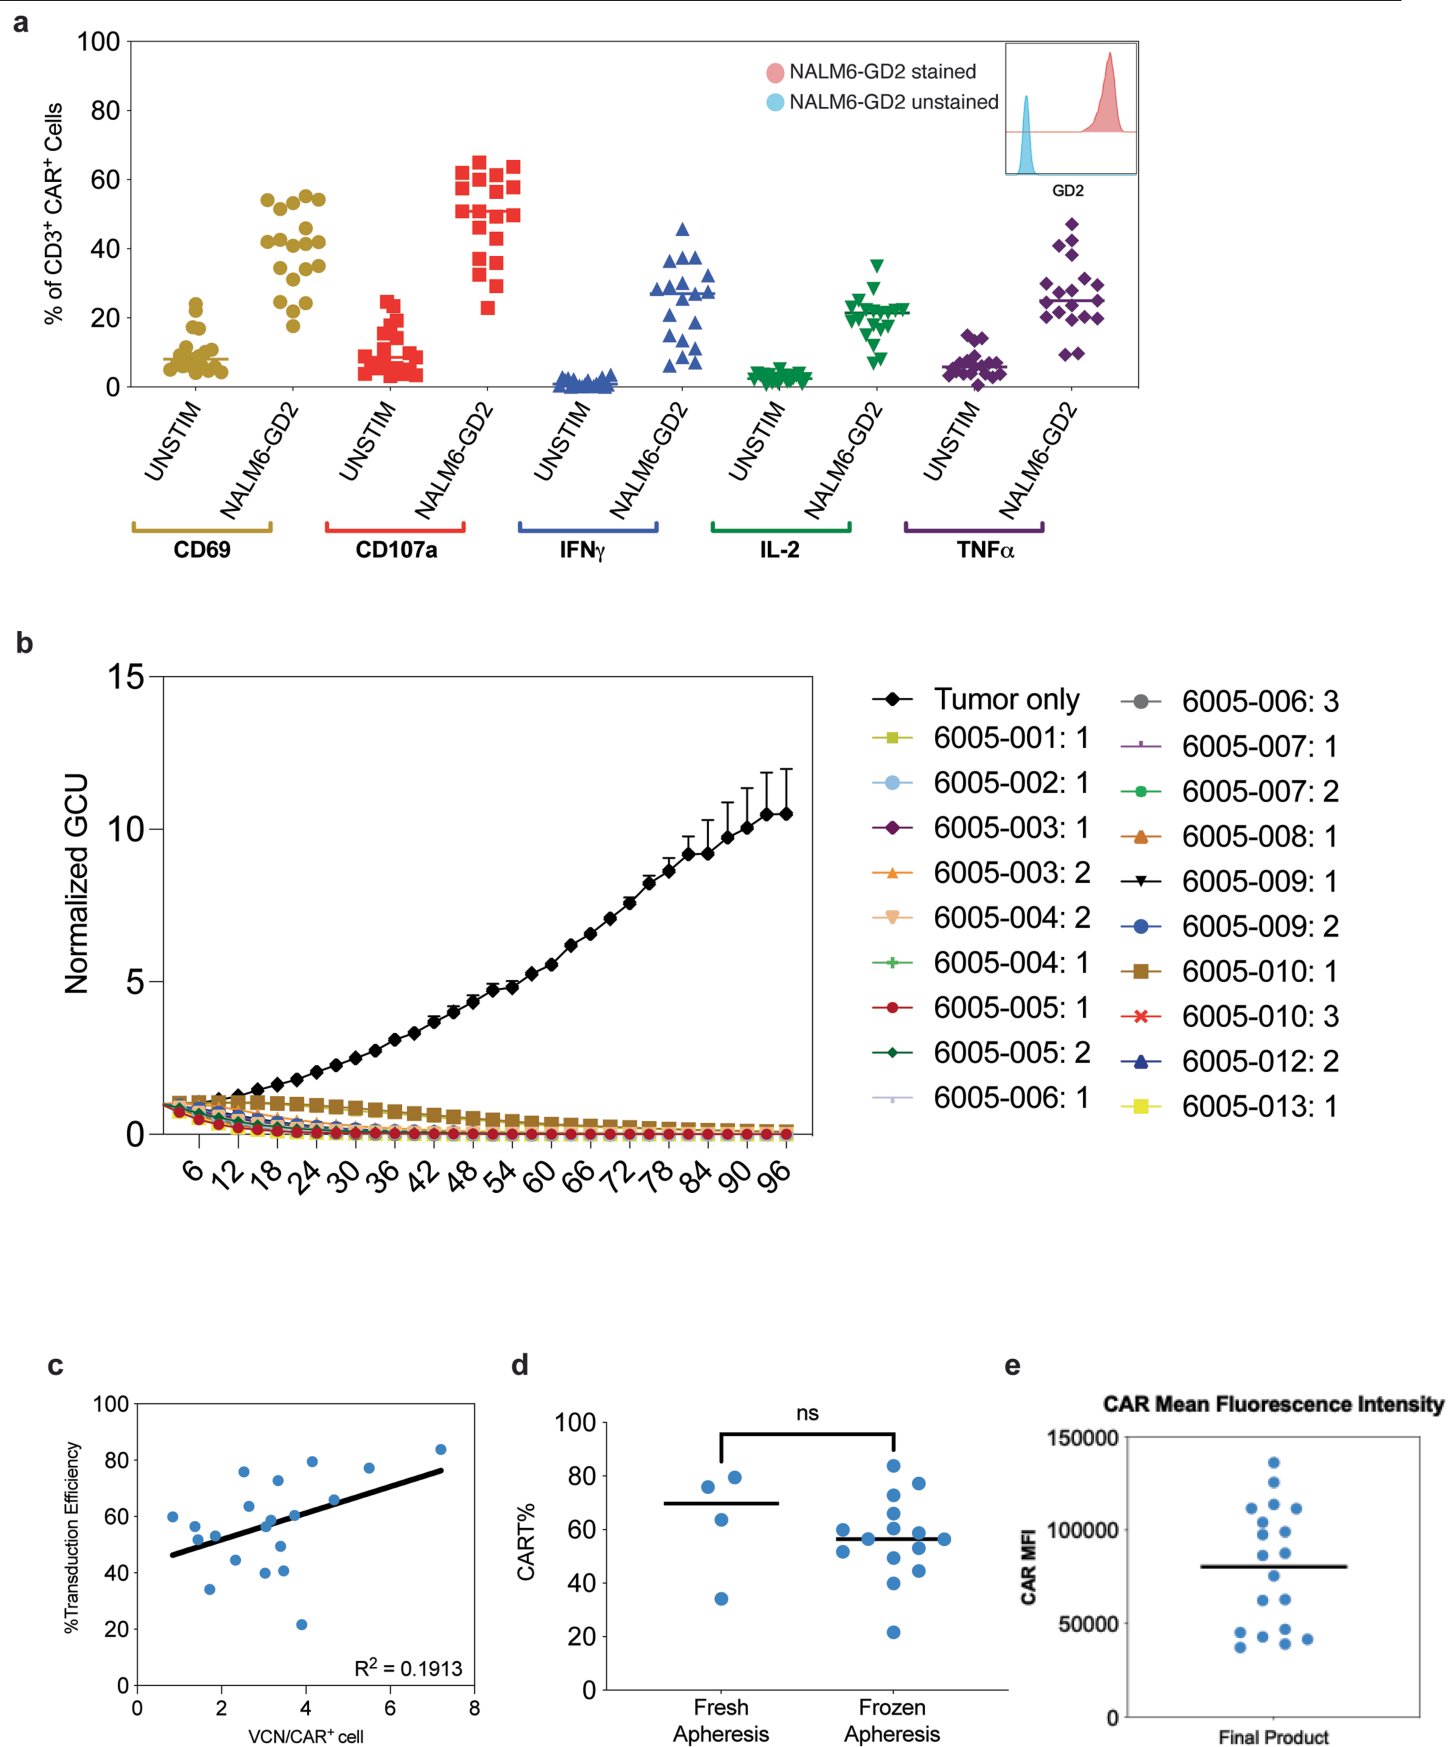 a
100
80
60
40
20
0
% of CD3⁺ CAR⁺ Cells
NALM6-GD2 stained
NALM6-GD2 unstained
GD2
UNSTIM
NALM6-GD2
UNSTIM
NALM6-GD2
UNSTIM
NALM6-GD2
UNSTIM
NALM6-GD2
UNSTIM
NALM6-GD2
CD69
CD107a
IFNγ
IL-2
TNFα
b
15
10
5
0
Normalized GCU
6
12
18
24
30
36
42
48
54
60
66
72
78
84
90
96
Tumor only
6005-001: 1
6005-002: 1
6005-003: 1
6005-003: 2
6005-004: 2
6005-004: 1
6005-005: 1
6005-005: 2
6005-006: 1
6005-006: 3
6005-007: 1
6005-007: 2
6005-008: 1
6005-009: 1
6005-009: 2
6005-010: 1
6005-010: 3
6005-012: 2
6005-013: 1
c
100
80
60
40
20
0
%Transduction Efficiency
R² = 0.1913
0
2
4
6
8
VCN/CAR⁺ cell
d
ns
100
80
60
40
20
0
CART%
Fresh
Apheresis
Frozen
Apheresis
e
CAR Mean Fluorescence Intensity
150000
100000
50000
0
CAR MFI
Final Product